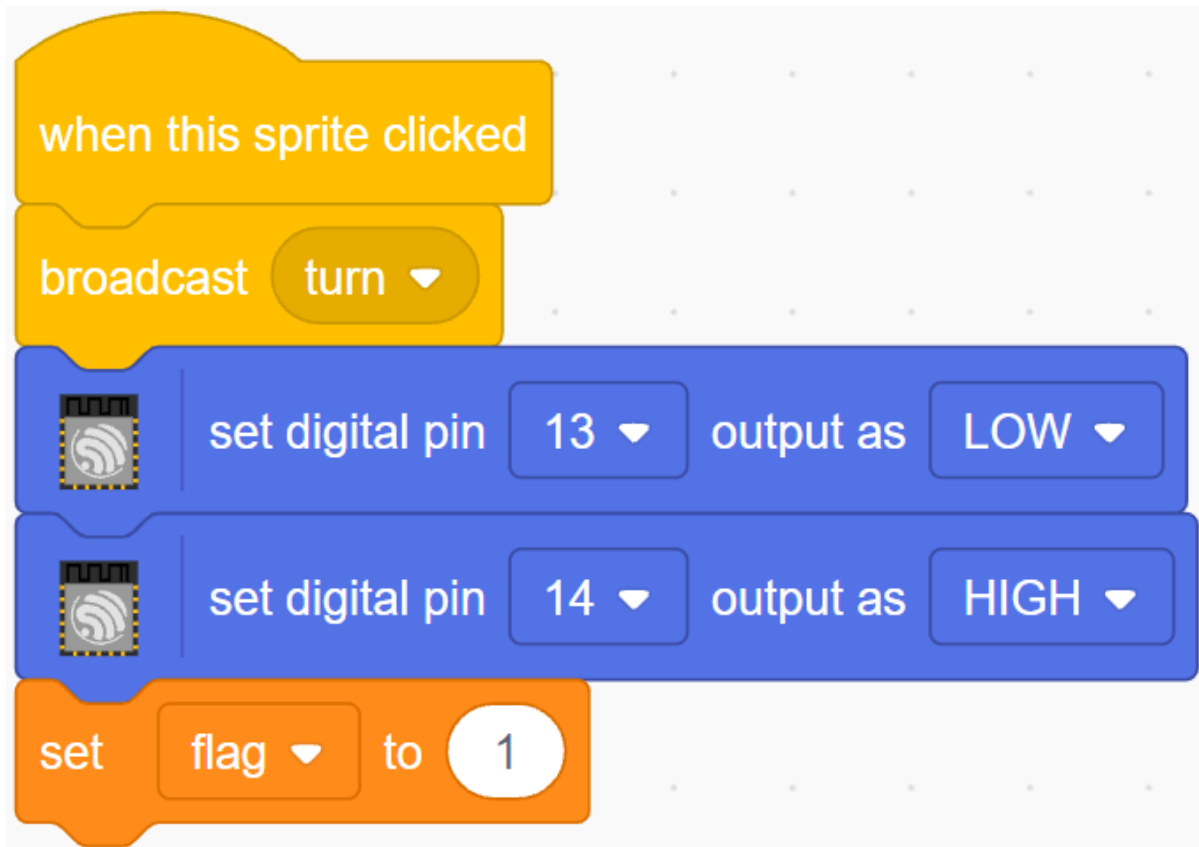 when this sprite clicked
broadcast turn
set digital pin 13 output as LOW
set digital pin 14 output as HIGH
set flag to 1